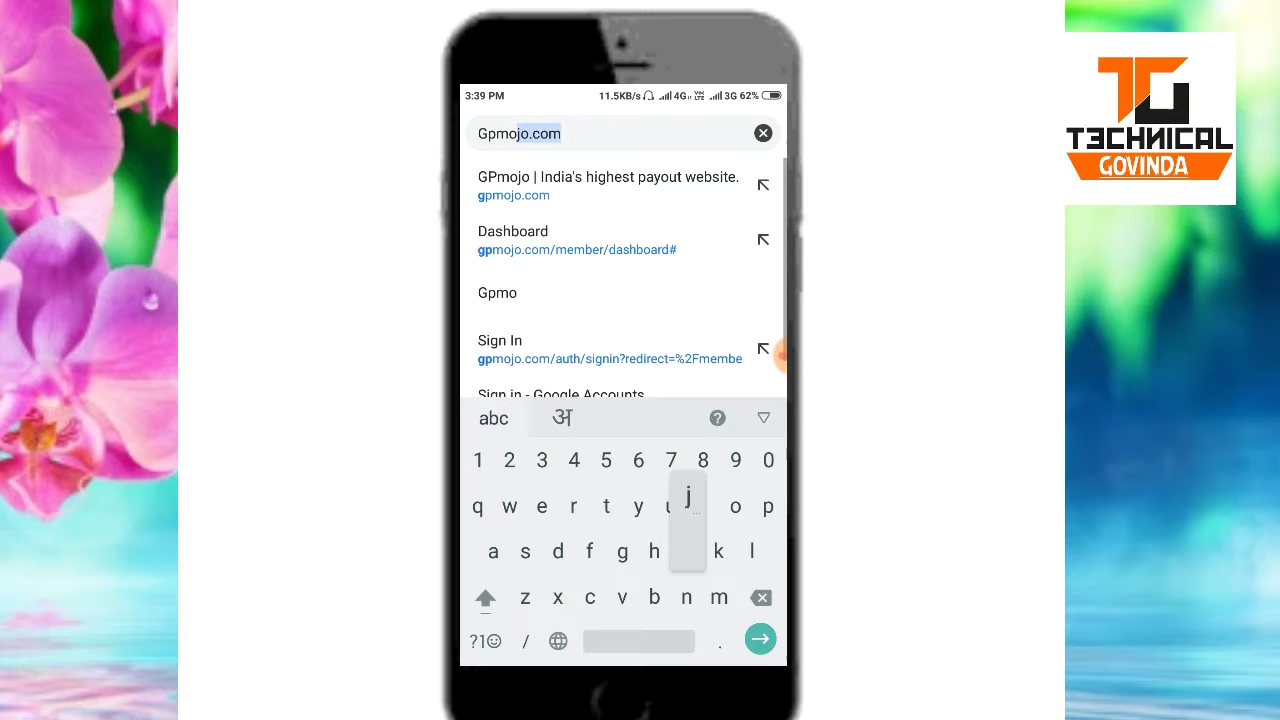 3:39 PM 11.5KB/s 4G VoLTE 3G 62%
Gpmojo.com
GPmojo | India's highest payout website.
gpmojo.com
Dashboard
gpmojo.com/member/dashboard#
Gpmo
Sign In
gpmojo.com/auth/signin?redirect=%2Fmembe
Sign in - Google Accounts
abc अ ?
1 2 3 4 5 6 7 8 9 0
q w e r t y u o p
j
a s d f g h k l
z x c v b n m
?1☺ / .
TG
T3CHNICAL
GOVINDA